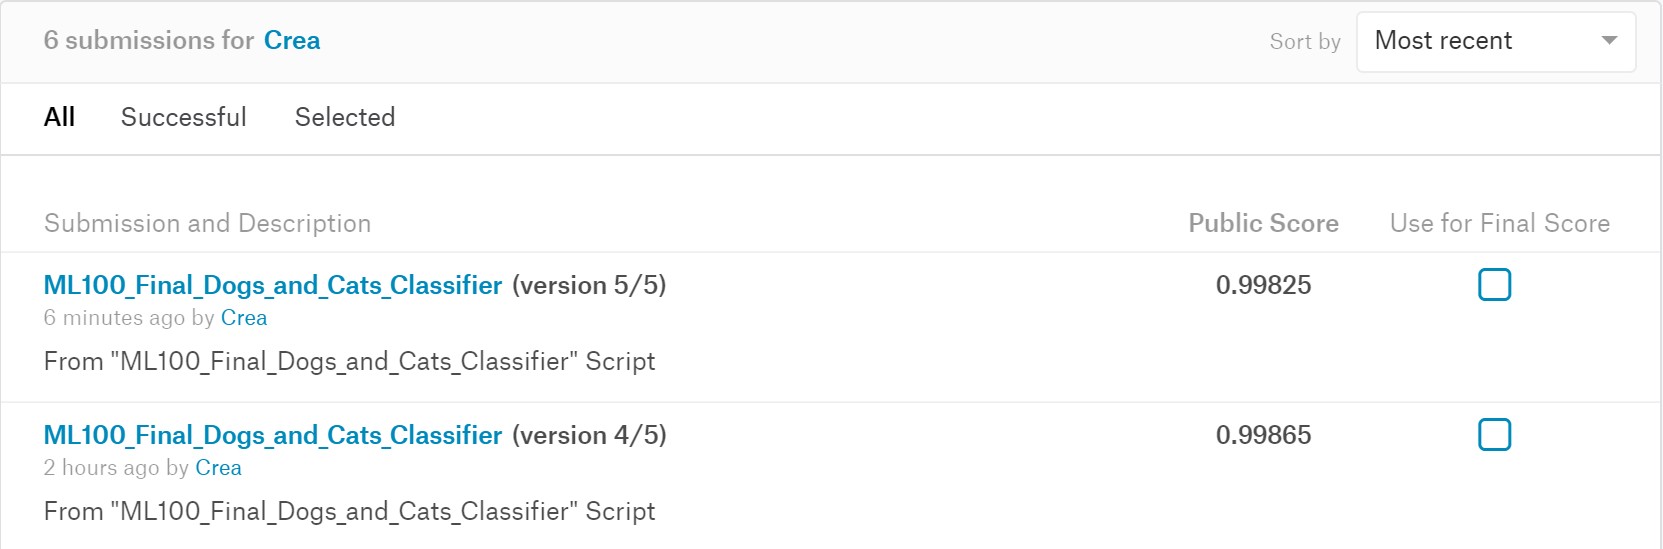 6 submissions for Crea
Sort by Most recent
All Successful Selected
Submission and Description Public Score Use for Final Score
ML100_Final_Dogs_and_Cats_Classifier (version 5/5) 0.99825
6 minutes ago by Crea
From "ML100_Final_Dogs_and_Cats_Classifier" Script
ML100_Final_Dogs_and_Cats_Classifier (version 4/5) 0.99865
2 hours ago by Crea
From "ML100_Final_Dogs_and_Cats_Classifier" Script